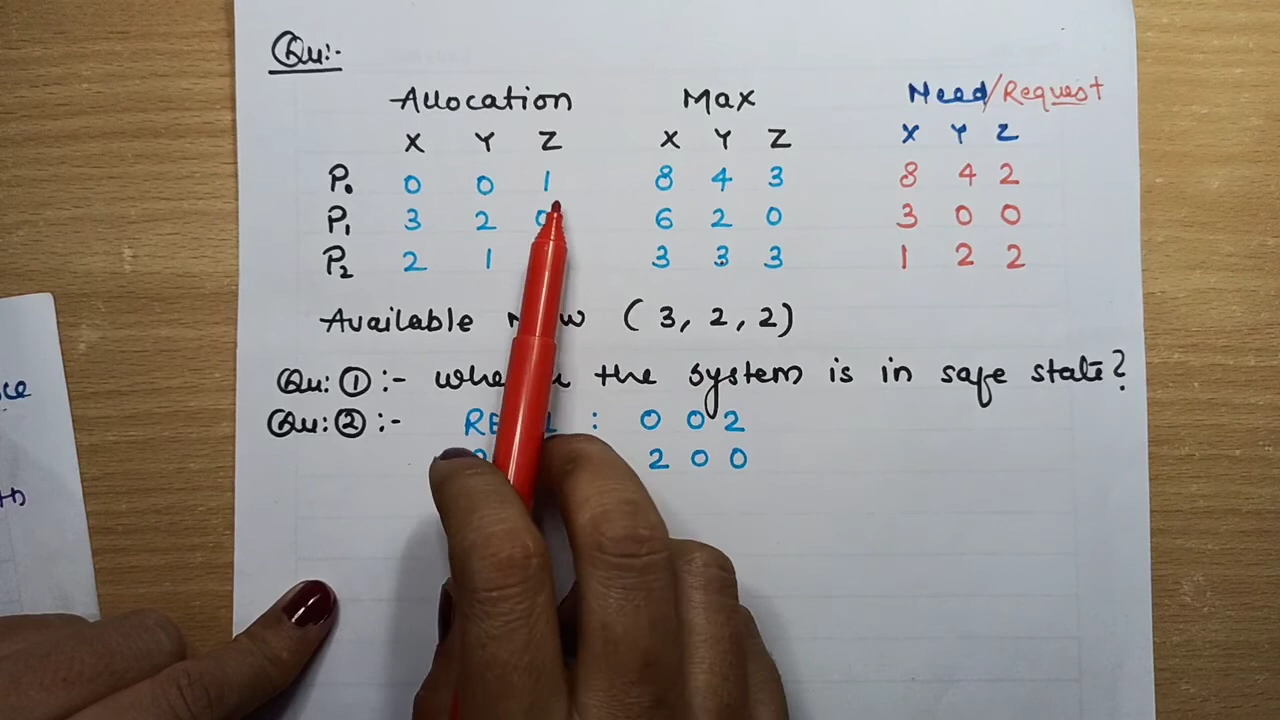 Qu:-
Allocation Max Need/Request
X Y Z X Y Z X Y Z
P0 0 0 1 8 4 3 8 4 2
P1 3 2 0 6 2 0 3 0 0
P2 2 1 3 3 3 1 2 2
Available (3, 2, 2)
Qu: ① :- the system is in safe state?
Qu: ② :- : 0 0 2
2 0 0